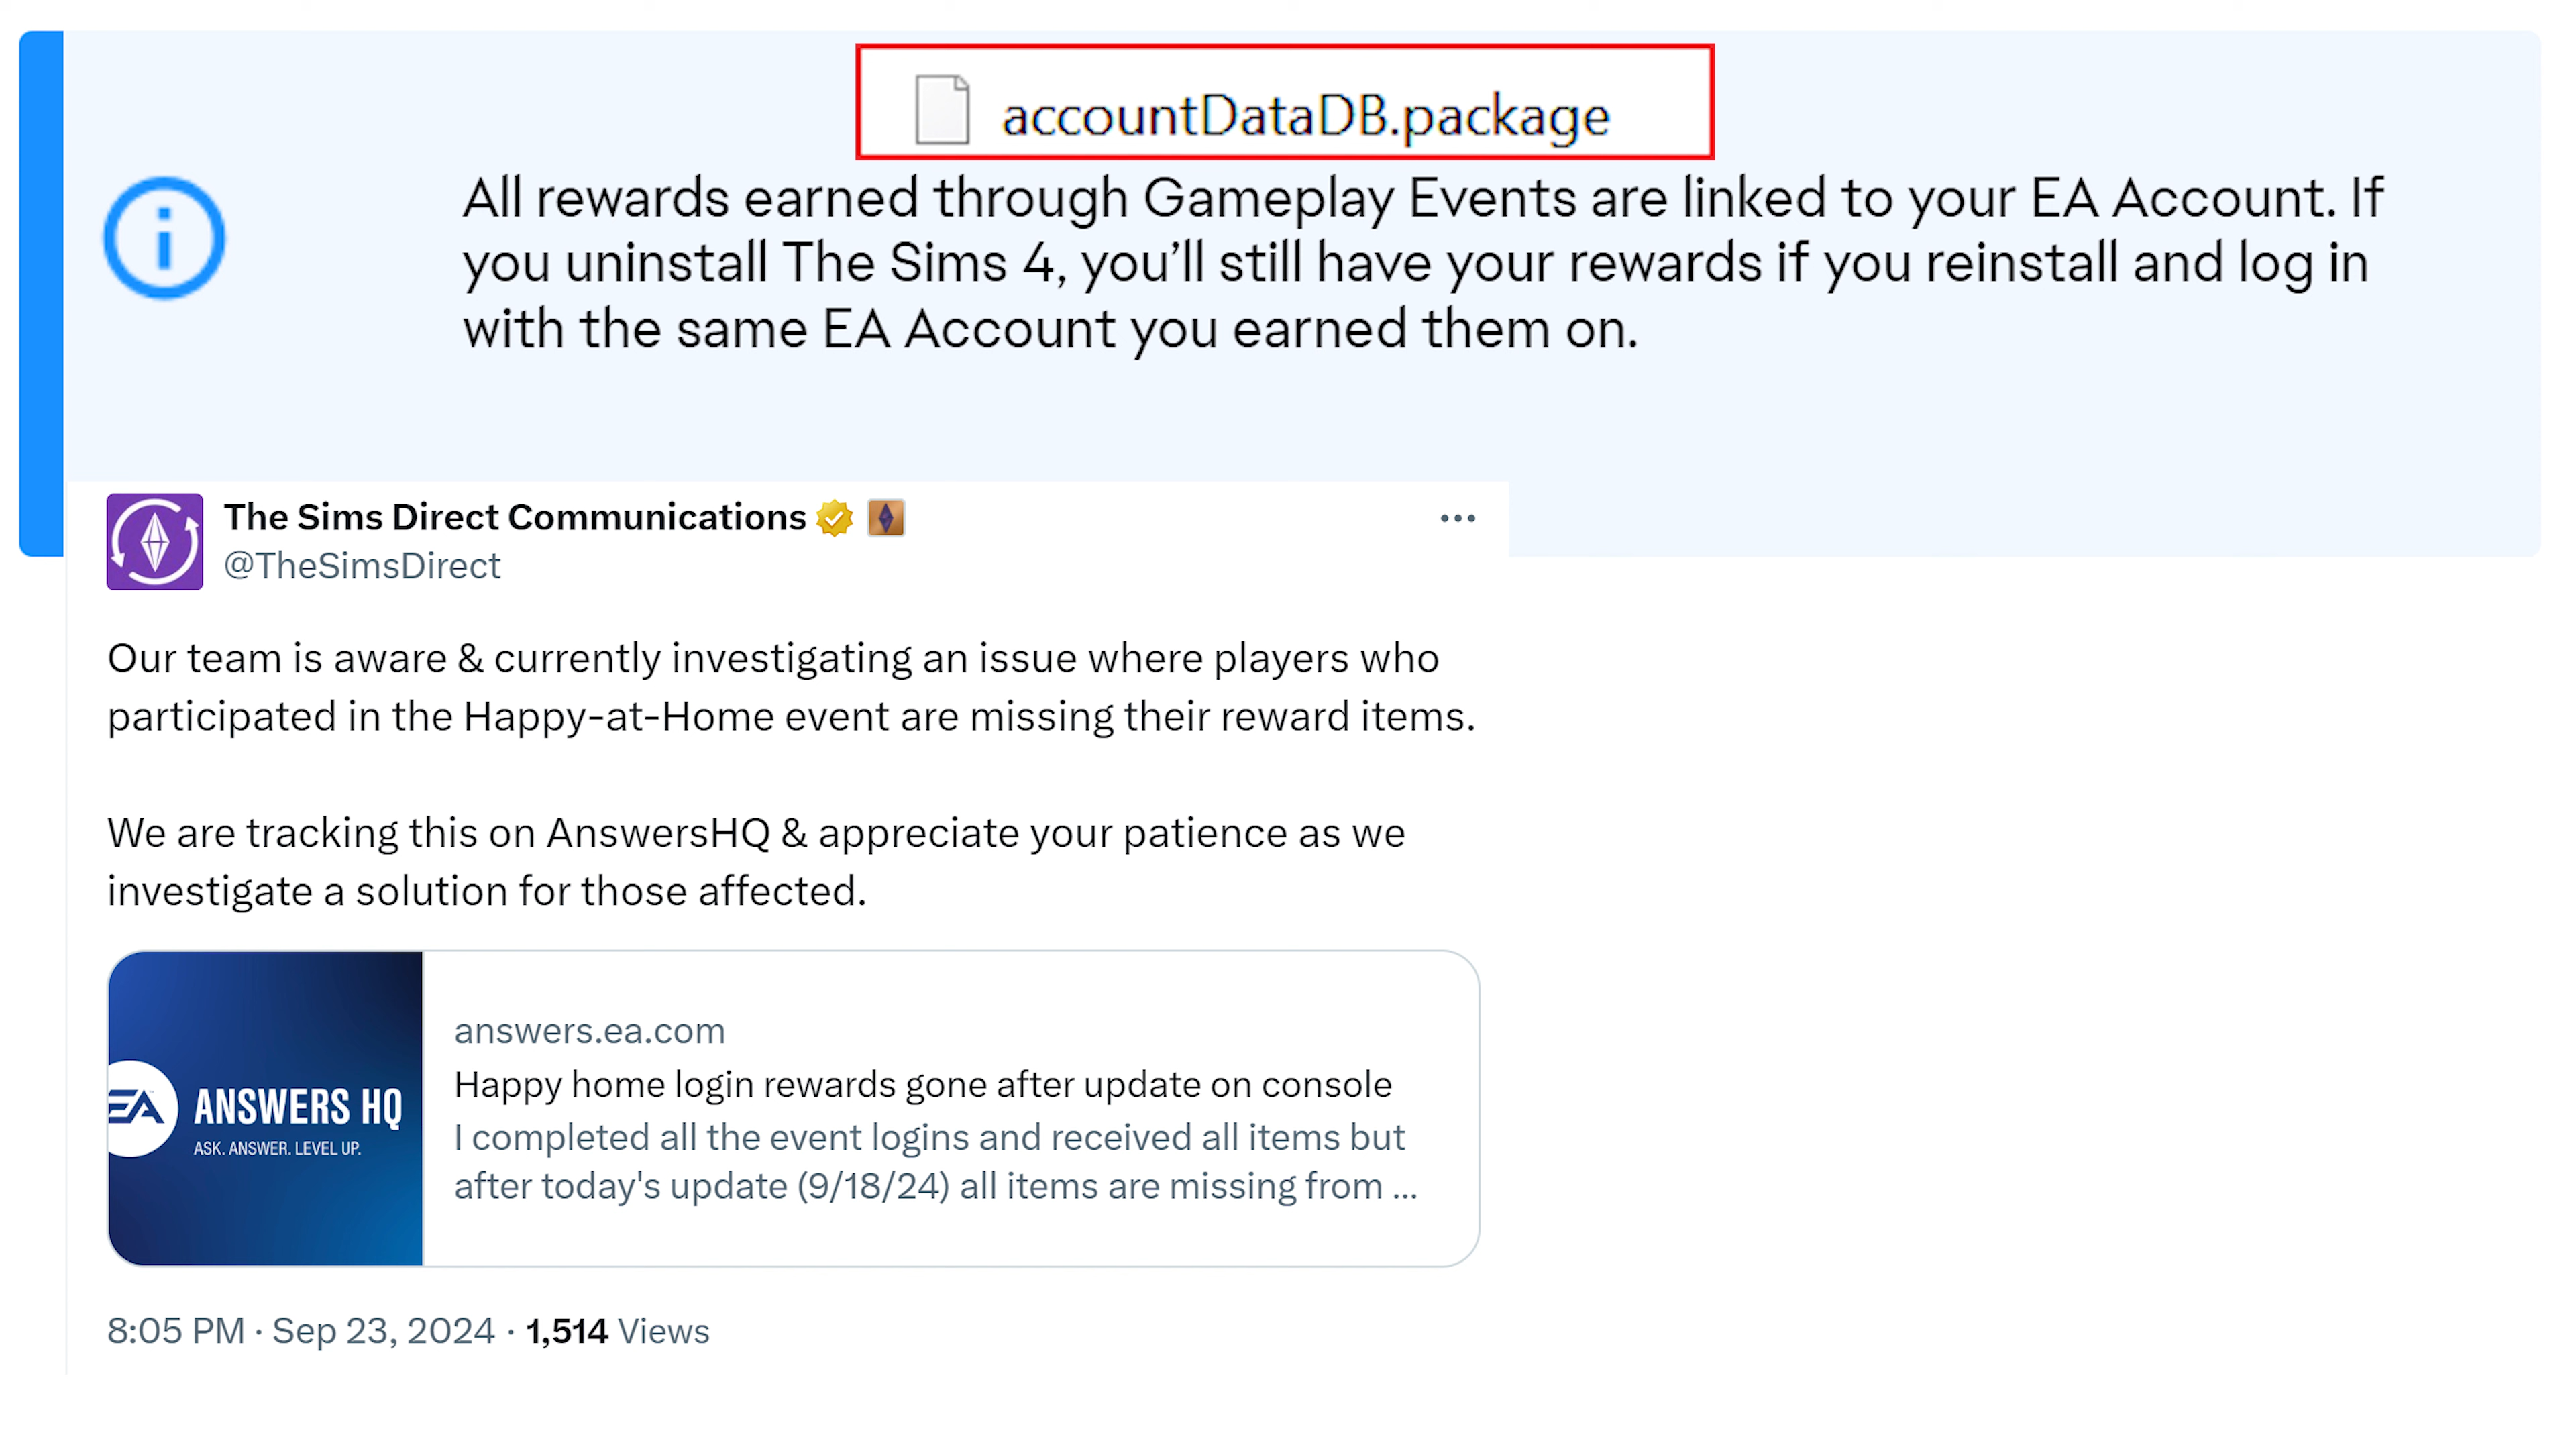 accountDataDB.package
All rewards earned through Gameplay Events are linked to your EA Account. If
you uninstall The Sims 4, you’ll still have your rewards if you reinstall and log in
with the same EA Account you earned them on.
The Sims Direct Communications
@TheSimsDirect
Our team is aware & currently investigating an issue where players who
participated in the Happy-at-Home event are missing their reward items.
We are tracking this on AnswersHQ & appreciate your patience as we
investigate a solution for those affected.
EA ANSWERS HQ
ASK. ANSWER. LEVEL UP.
answers.ea.com
Happy home login rewards gone after update on console
I completed all the event logins and received all items but
after today's update (9/18/24) all items are missing from ...
8:05 PM · Sep 23, 2024 · 1,514 Views